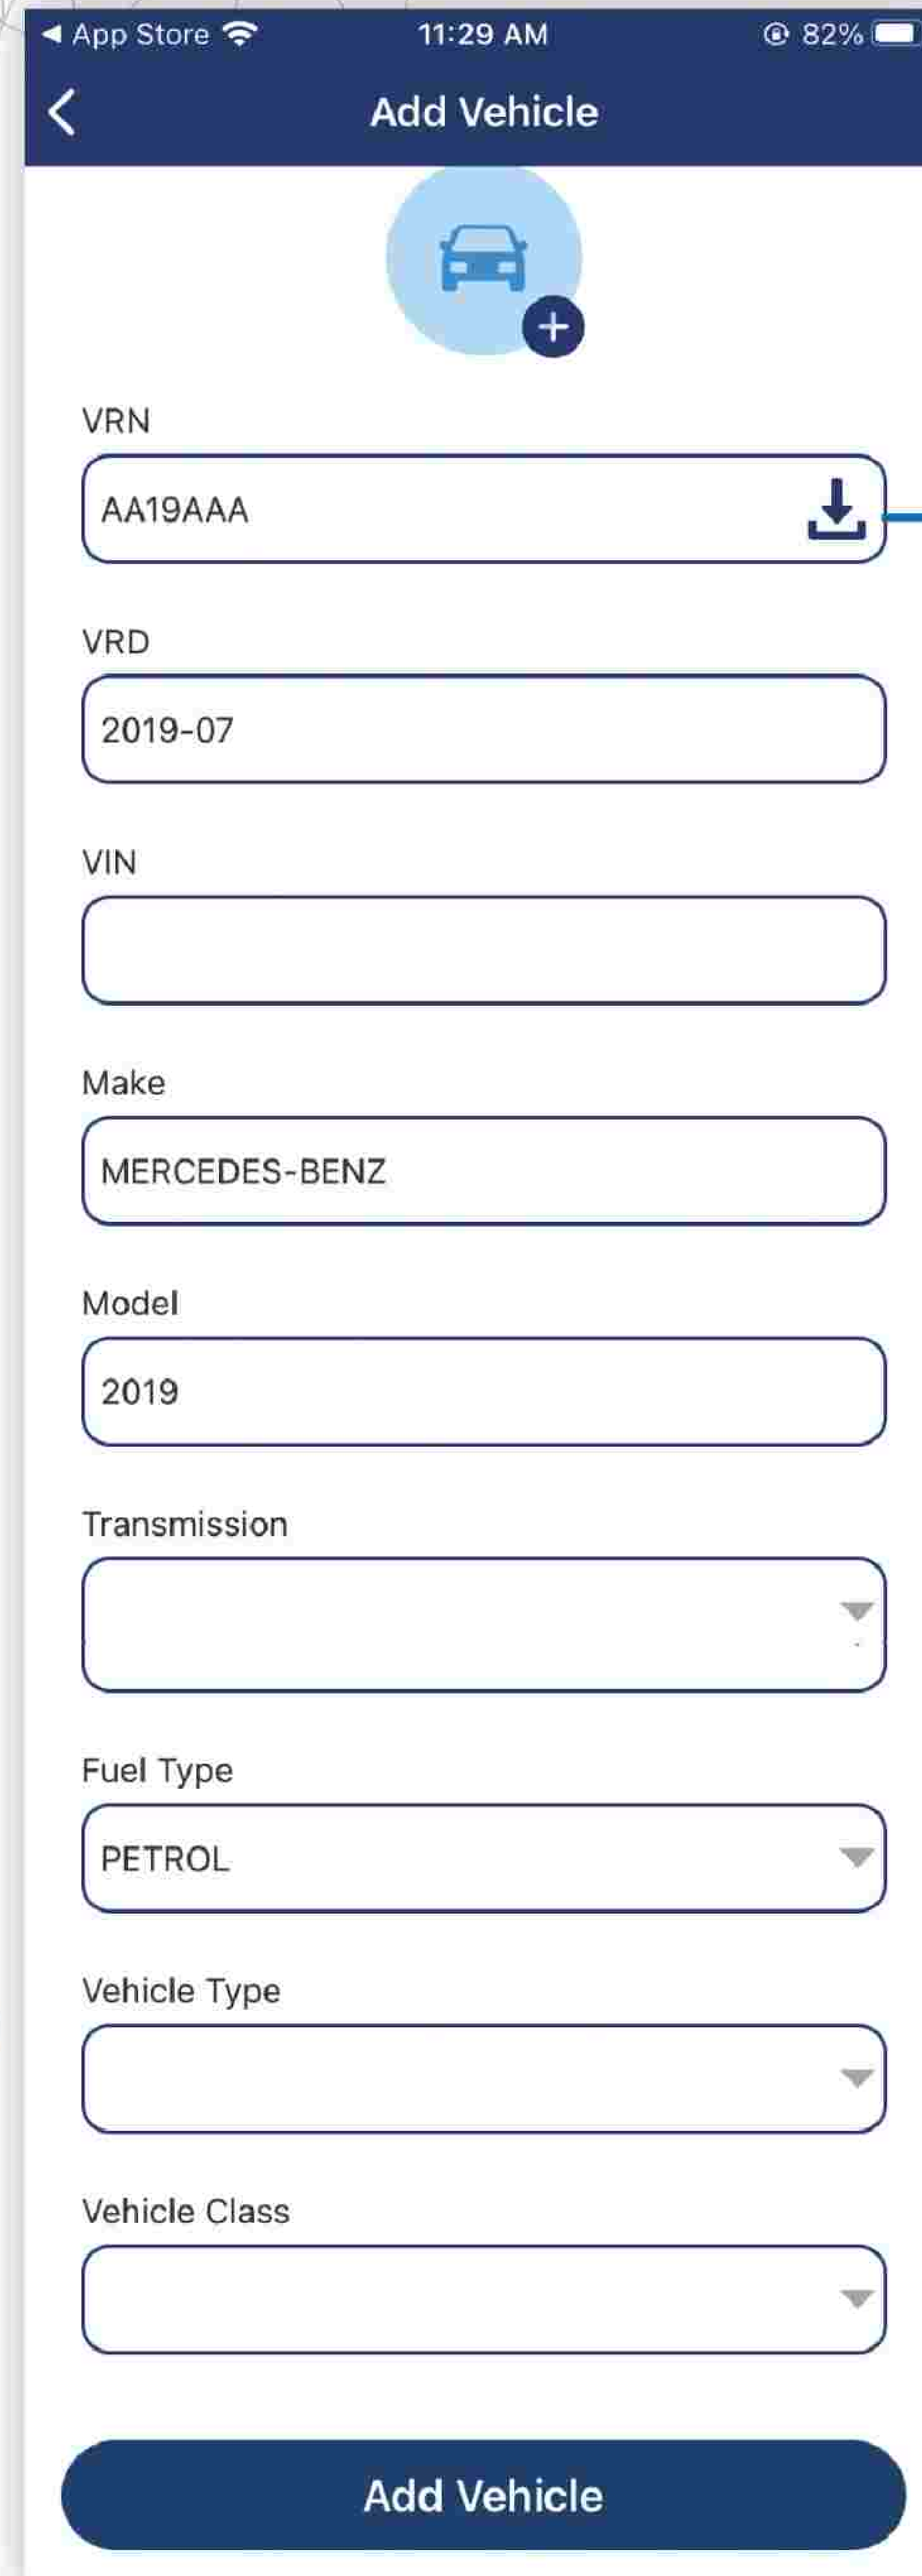 App Store 11:29 AM 82%
Add Vehicle
VRN
AA19AAA
VRD
2019-07
VIN
Make
MERCEDES-BENZ
Model
2019
Transmission
Fuel Type
PETROL
Vehicle Type
Vehicle Class
Add Vehicle